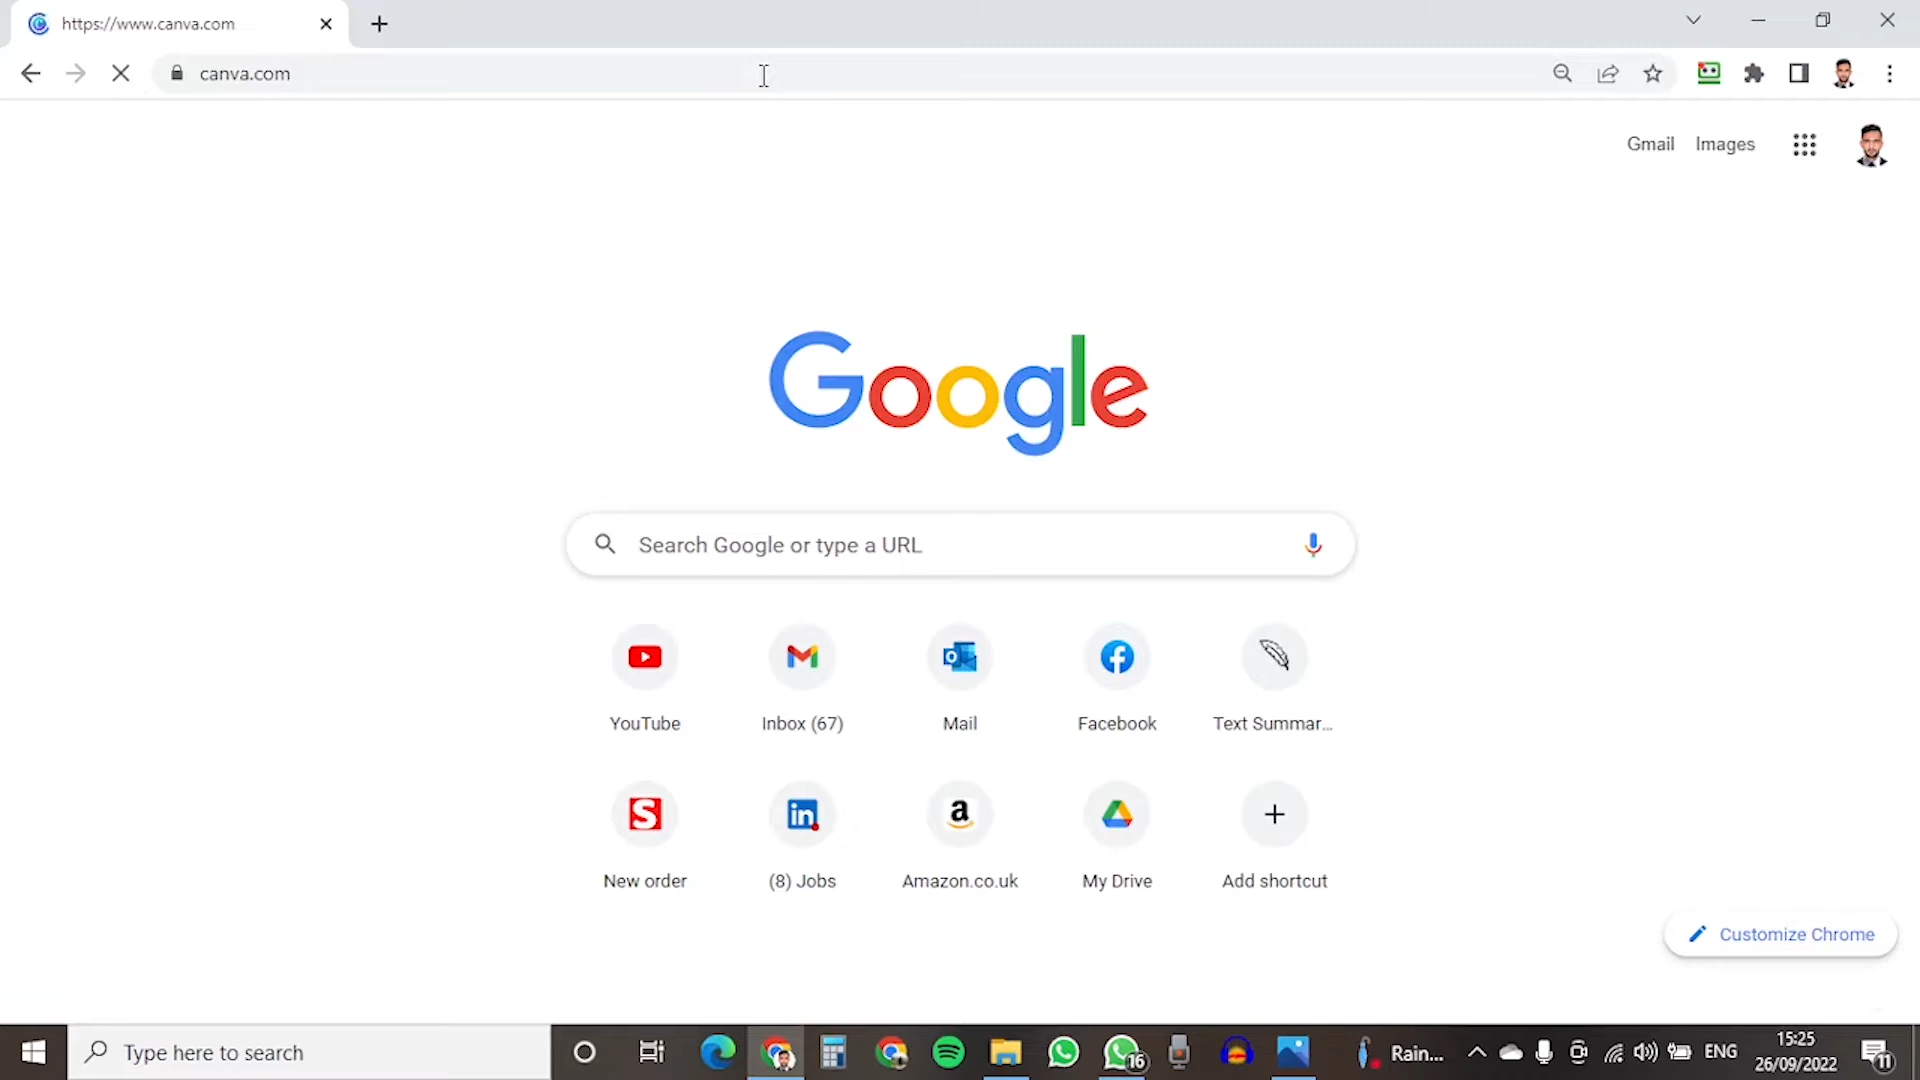 https://www.canva.com
canva.com
Gmail Images
Google
Search Google or type a URL
YouTube Inbox (67) Mail Facebook Text Summar...
New order (8) Jobs Amazon.co.uk My Drive Add shortcut
Customize Chrome
Type here to search
16
Rain...
ENG
15:25
26/09/2022
11